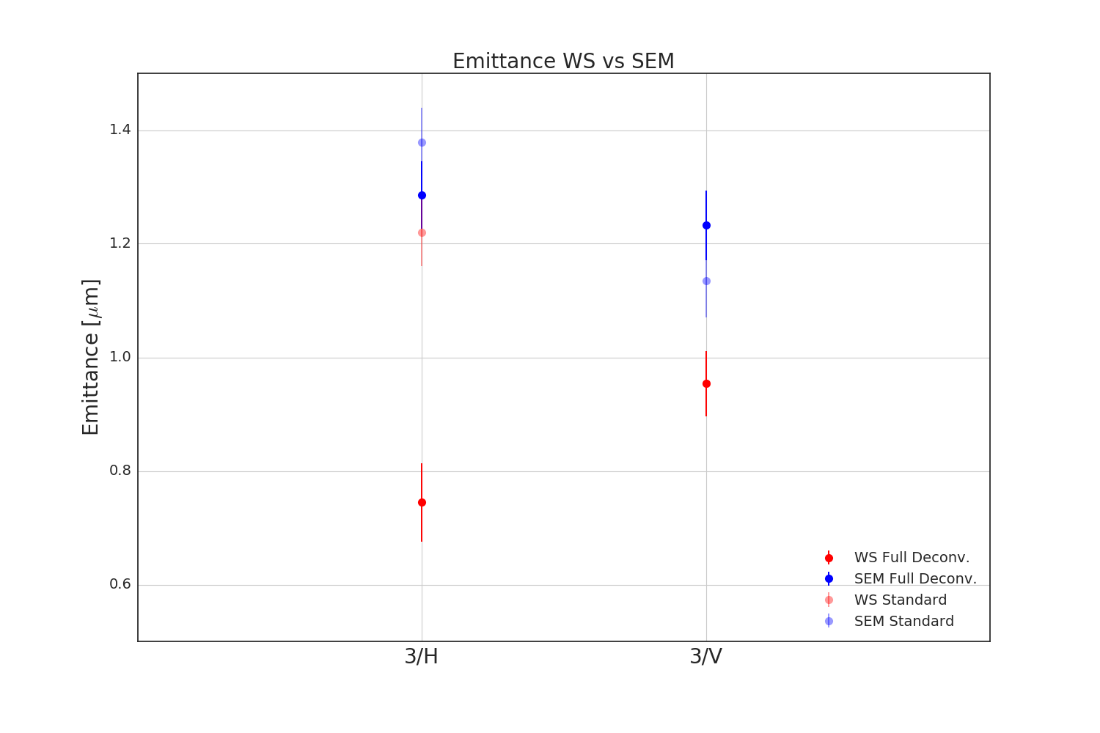 Emittance WS vs SEM
Emittance [μm]
1.4
1.2
1.0
0.8
0.6
3/H
3/V
WS Full Deconv.
SEM Full Deconv.
WS Standard
SEM Standard